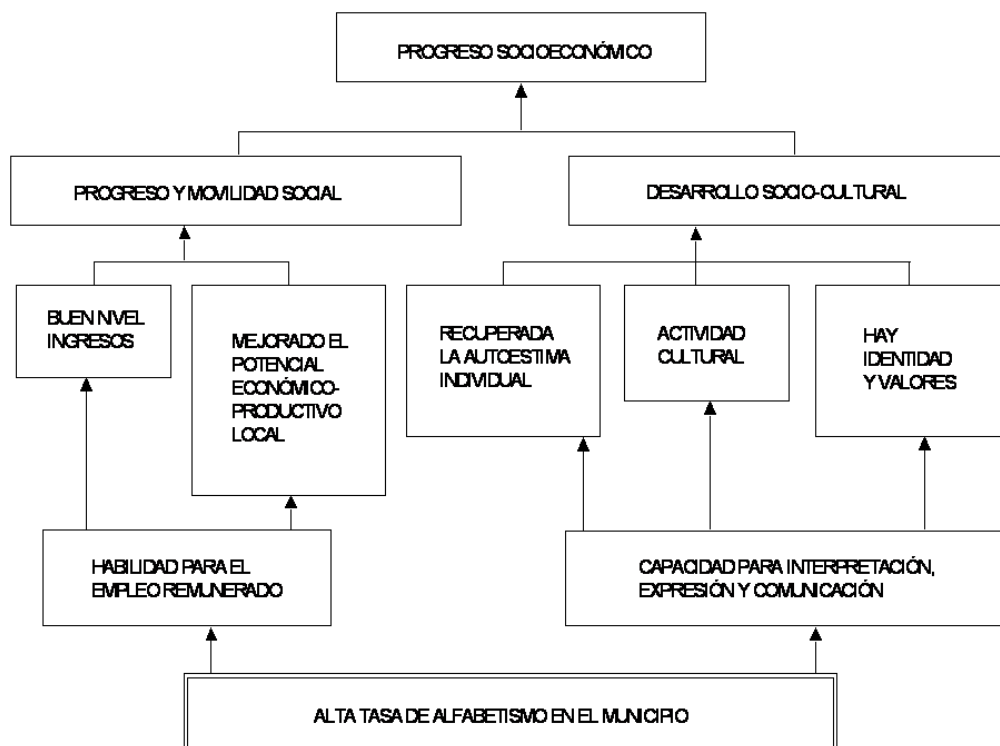 PROGRESO SOCIOECONÓMICO
PROGRESO Y MOVILIDAD SOCIAL
DESARROLLO SOCIO-CULTURAL
BUEN NIVEL
INGRESOS
MEJORADO EL
POTENCIAL
ECONÓMICO-
PRODUCTIVO
LOCAL
RECUPERADA
LA AUTOESTIMA
INDIVIDUAL
ACTIVIDAD
CULTURAL
HAY
IDENTIDAD
Y VALORES
HABILIDAD PARA EL
EMPLEO REMUNERADO
CAPACIDAD PARA INTERPRETACIÓN,
EXPRESIÓN Y COMUNICACIÓN
ALTA TASA DE ALFABETISMO EN EL MUNICIPIO